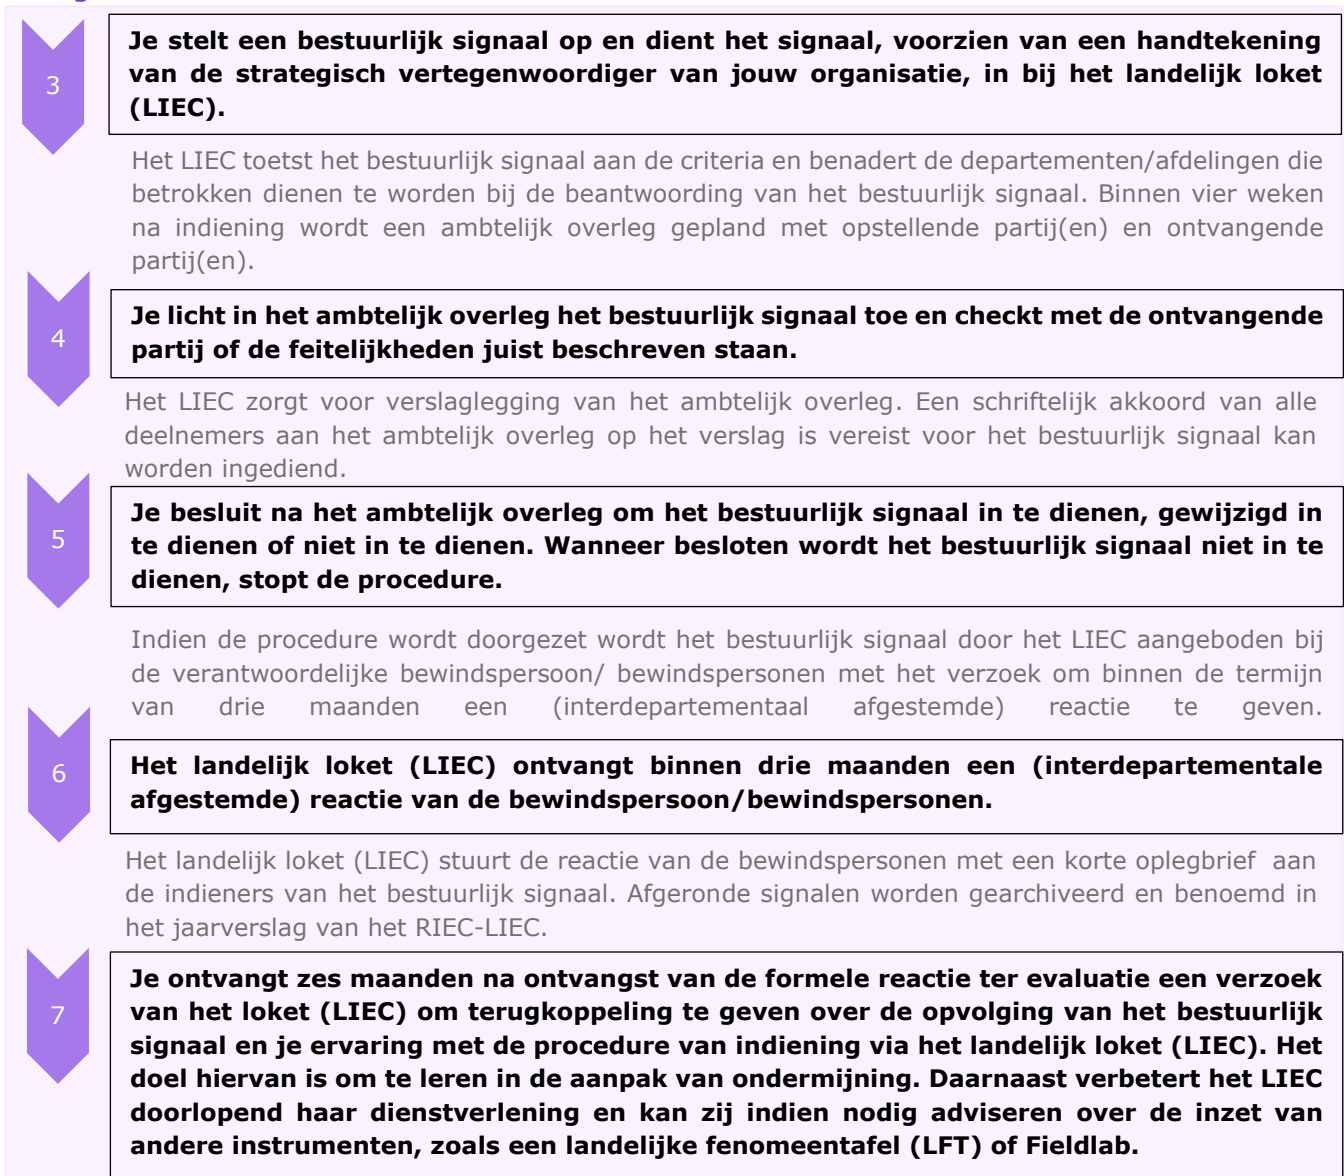 3
Je stelt een bestuurlijk signaal op en dient het signaal, voorzien van een handtekening
van de strategisch vertegenwoordiger van jouw organisatie, in bij het landelijk loket
(LIEC).
Het LIEC toetst het bestuurlijk signaal aan de criteria en benadert de departementen/afdelingen die
betrokken dienen te worden bij de beantwoording van het bestuurlijk signaal. Binnen vier weken
na indiening wordt een ambtelijk overleg gepland met opstellende partij(en) en ontvangende
partij(en).
4
Je licht in het ambtelijk overleg het bestuurlijk signaal toe en checkt met de ontvangende
partij of de feitelijkheden juist beschreven staan.
Het LIEC zorgt voor verslaglegging van het ambtelijk overleg. Een schriftelijk akkoord van alle
deelnemers aan het ambtelijk overleg op het verslag is vereist voor het bestuurlijk signaal kan
worden ingediend.
5
Je besluit na het ambtelijk overleg om het bestuurlijk signaal in te dienen, gewijzigd in
te dienen of niet in te dienen. Wanneer besloten wordt het bestuurlijk signaal niet in te
dienen, stopt de procedure.
Indien de procedure wordt doorgezet wordt het bestuurlijk signaal door het LIEC aangeboden bij
de verantwoordelijke bewindspersoon/ bewindspersonen met het verzoek om binnen de termijn
van drie maanden een (interdepartementaal afgestemde) reactie te geven.
6
Het landelijk loket (LIEC) ontvangt binnen drie maanden een (interdepartementale
afgestemde) reactie van de bewindspersoon/bewindspersonen.
Het landelijk loket (LIEC) stuurt de reactie van de bewindspersonen met een korte oplegbrief aan
de indieners van het bestuurlijk signaal. Afgeronde signalen worden gearchiveerd en benoemd in
het jaarverslag van het RIEC-LIEC.
7
Je ontvangt zes maanden na ontvangst van de formele reactie ter evaluatie een verzoek
van het loket (LIEC) om terugkoppeling te geven over de opvolging van het bestuurlijk
signaal en je ervaring met de procedure van indiening via het landelijk loket (LIEC). Het
doel hiervan is om te leren in de aanpak van ondermijning. Daarnaast verbetert het LIEC
doorlopend haar dienstverlening en kan zij indien nodig adviseren over de inzet van
andere instrumenten, zoals een landelijke fenomeentafel (LFT) of Fieldlab.